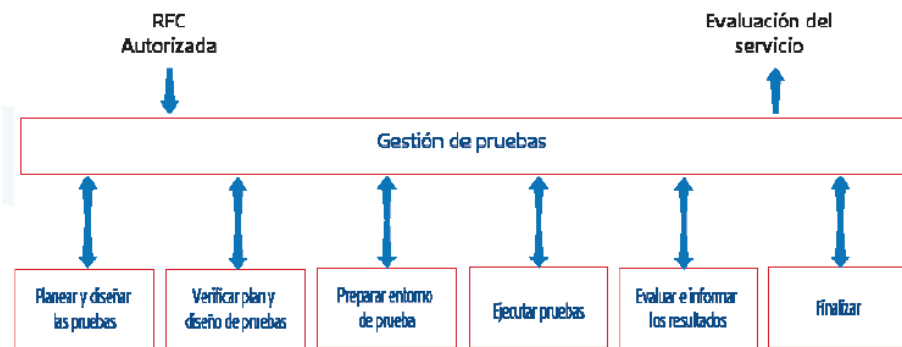 RFC
Autorizada
Evaluación del
servicio
Gestión de pruebas
Planear y diseñar
las pruebas
Verificar plan y
diseño de pruebas
Preparar entorno
de prueba
Ejecutar pruebas
Evaluar e informar
los resultados
Finalizar